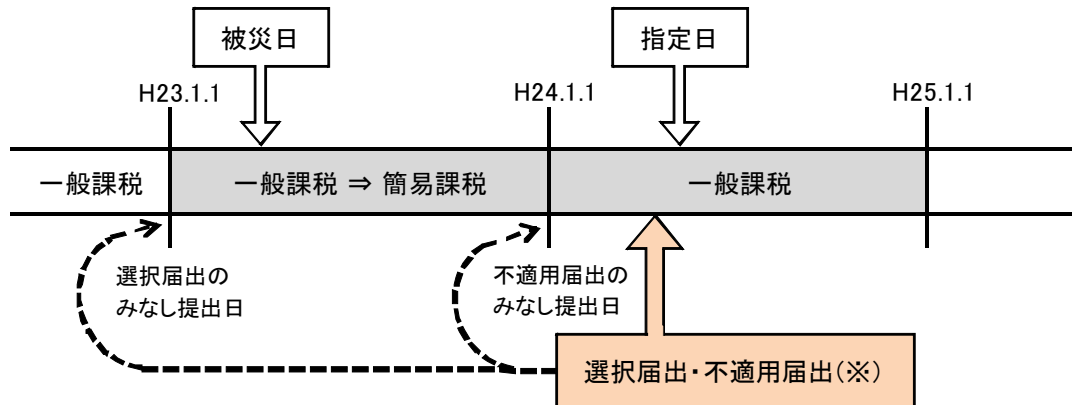 被災日
指定日
H23.1.1
H24.1.1
H25.1.1
一般課税
一般課税 ⇒ 簡易課税
一般課税
選択届出の
みなし提出日
不適用届出の
みなし提出日
選択届出・不適用届出(※)